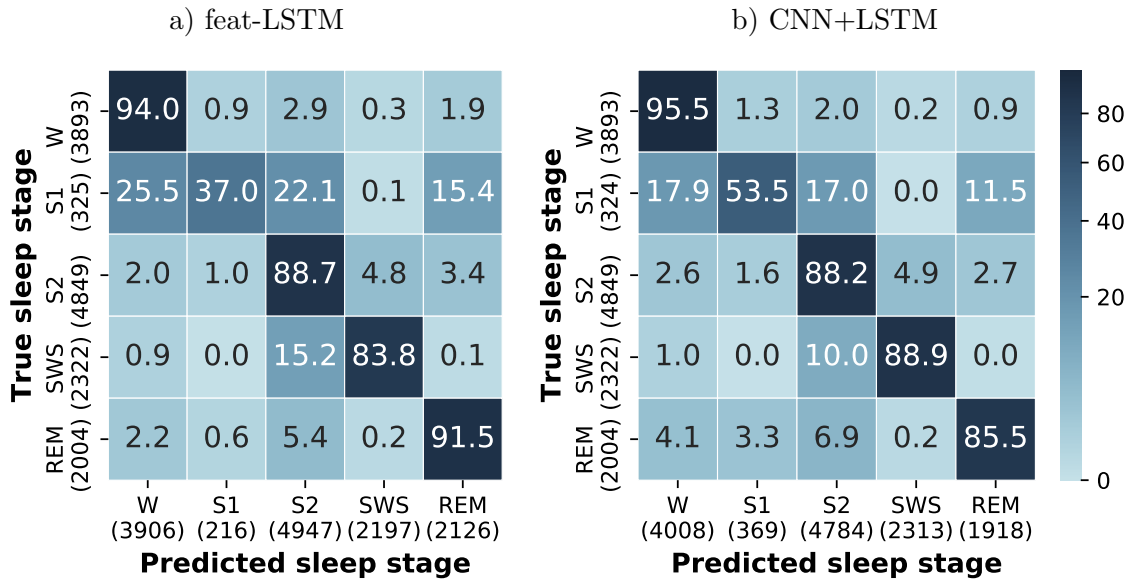 a) feat-LSTM
True sleep stage
W
(3893)
94.0 0.9 2.9 0.3 1.9
S1
(325)
25.5 37.0 22.1 0.1 15.4
S2
(4849)
2.0 1.0 88.7 4.8 3.4
SWS
(2322)
0.9 0.0 15.2 83.8 0.1
REM
(2004)
2.2 0.6 5.4 0.2 91.5
W S1 S2 SWS REM
(3906) (216) (4947) (2197) (2126)
Predicted sleep stage
b) CNN+LSTM
True sleep stage
W
(3893)
95.5 1.3 2.0 0.2 0.9
S1
(324)
17.9 53.5 17.0 0.0 11.5
S2
(4849)
2.6 1.6 88.2 4.9 2.7
SWS
(2322)
1.0 0.0 10.0 88.9 0.0
REM
(2004)
4.1 3.3 6.9 0.2 85.5
W S1 S2 SWS REM
(4008) (369) (4784) (2313) (1918)
Predicted sleep stage
80
60
40
20
0